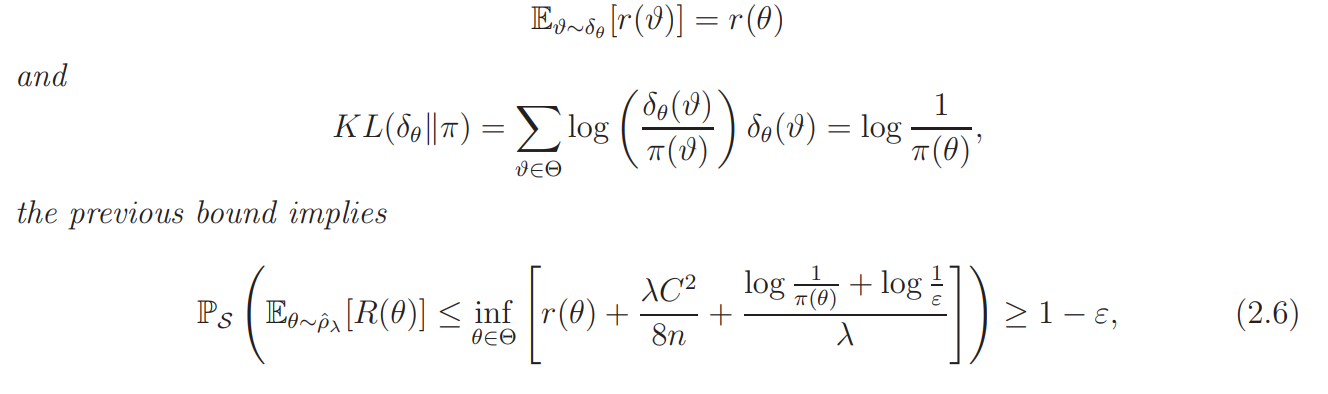 𝔼_{ϑ∼δ_θ}[r(ϑ)] = r(θ)
and
KL(δ_θ‖π) = ∑_{ϑ∈Θ} log (δ_θ(ϑ)/π(ϑ)) δ_θ(ϑ) = log 1/π(θ),
the previous bound implies
ℙ_𝒮 (𝔼_{θ∼ρ̂_λ}[R(θ)] ≤ inf_{θ∈Θ} [r(θ) + λC²/8n + (log 1/π(θ) + log 1/ε)/λ]) ≥ 1 − ε, (2.6)